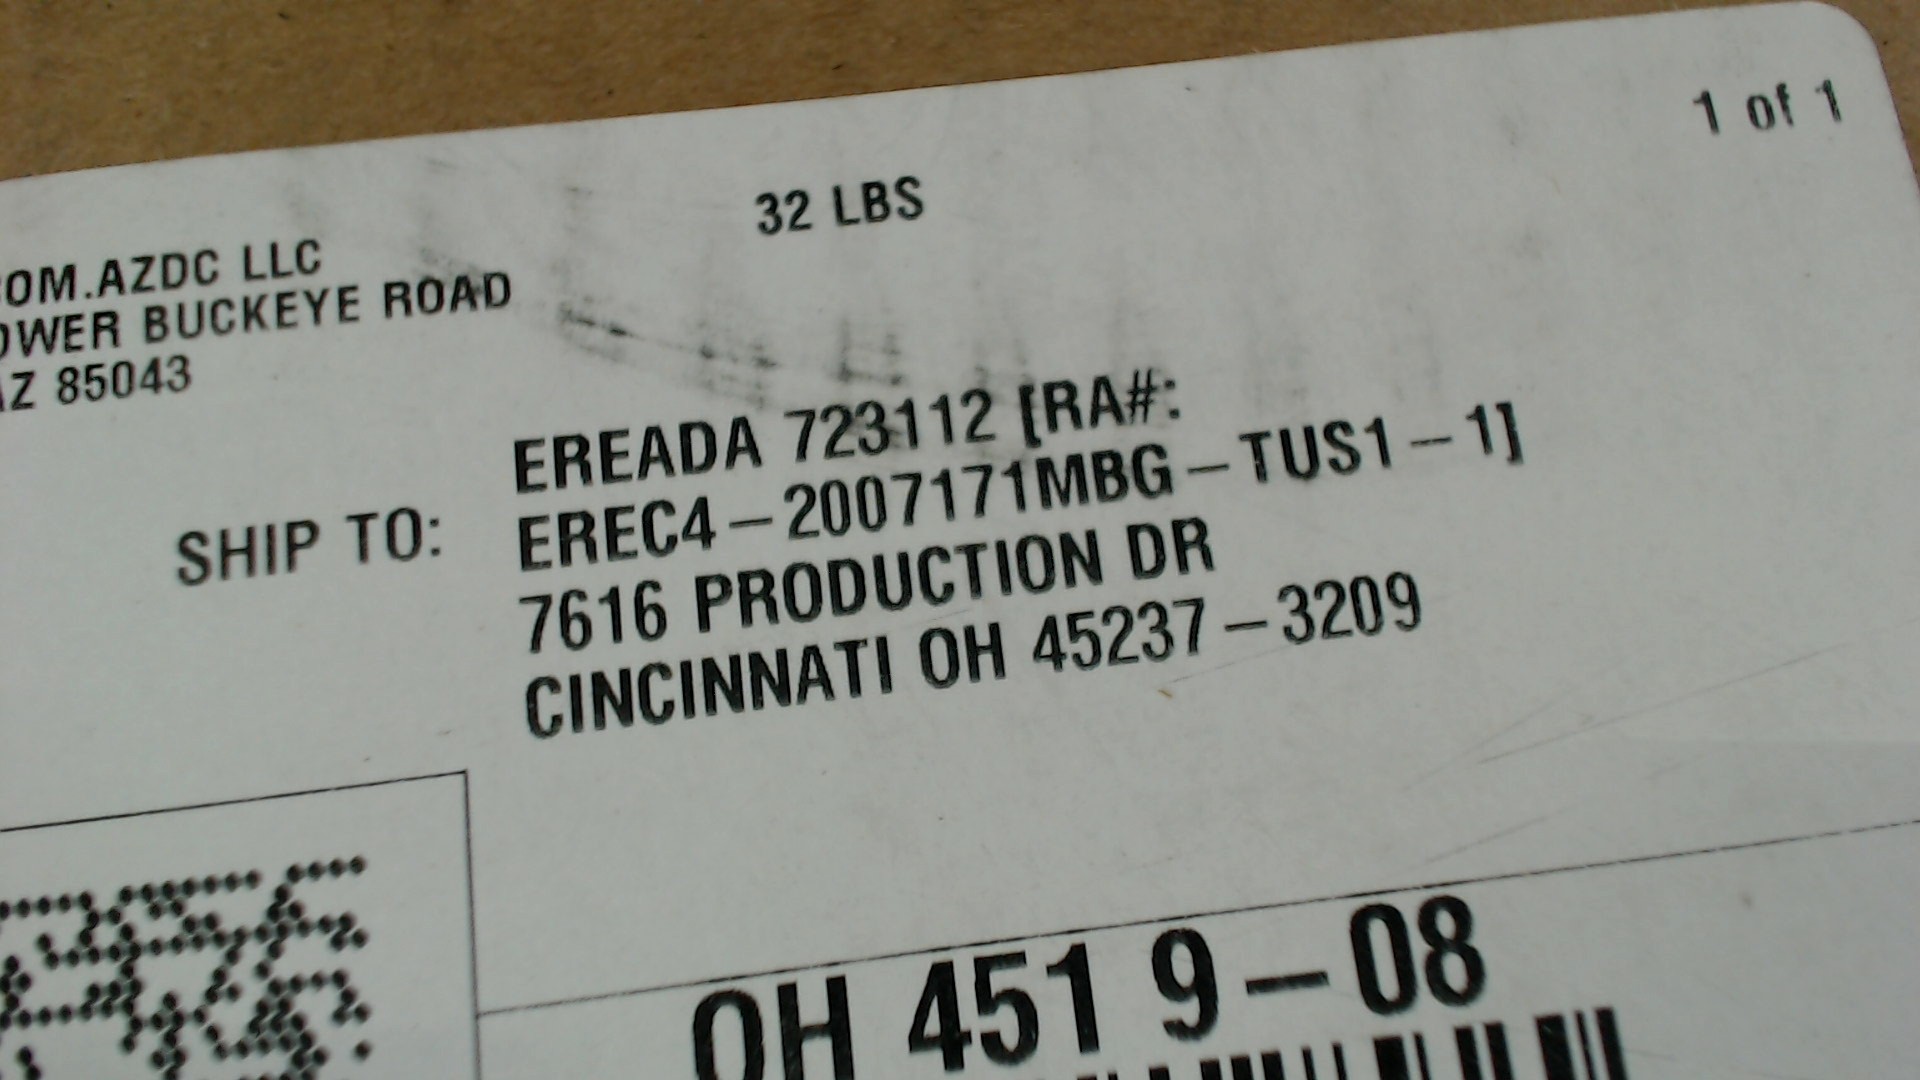 1 of 1
32 LBS
OM.AZDC LLC
OWER BUCKEYE ROAD
AZ 85043
SHIP TO:
EREADA 723112 [RA#:
EREC4-2007171MBG-TUS1-1]
7616 PRODUCTION DR
CINCINNATI OH 45237-3209
OH 451 9-08